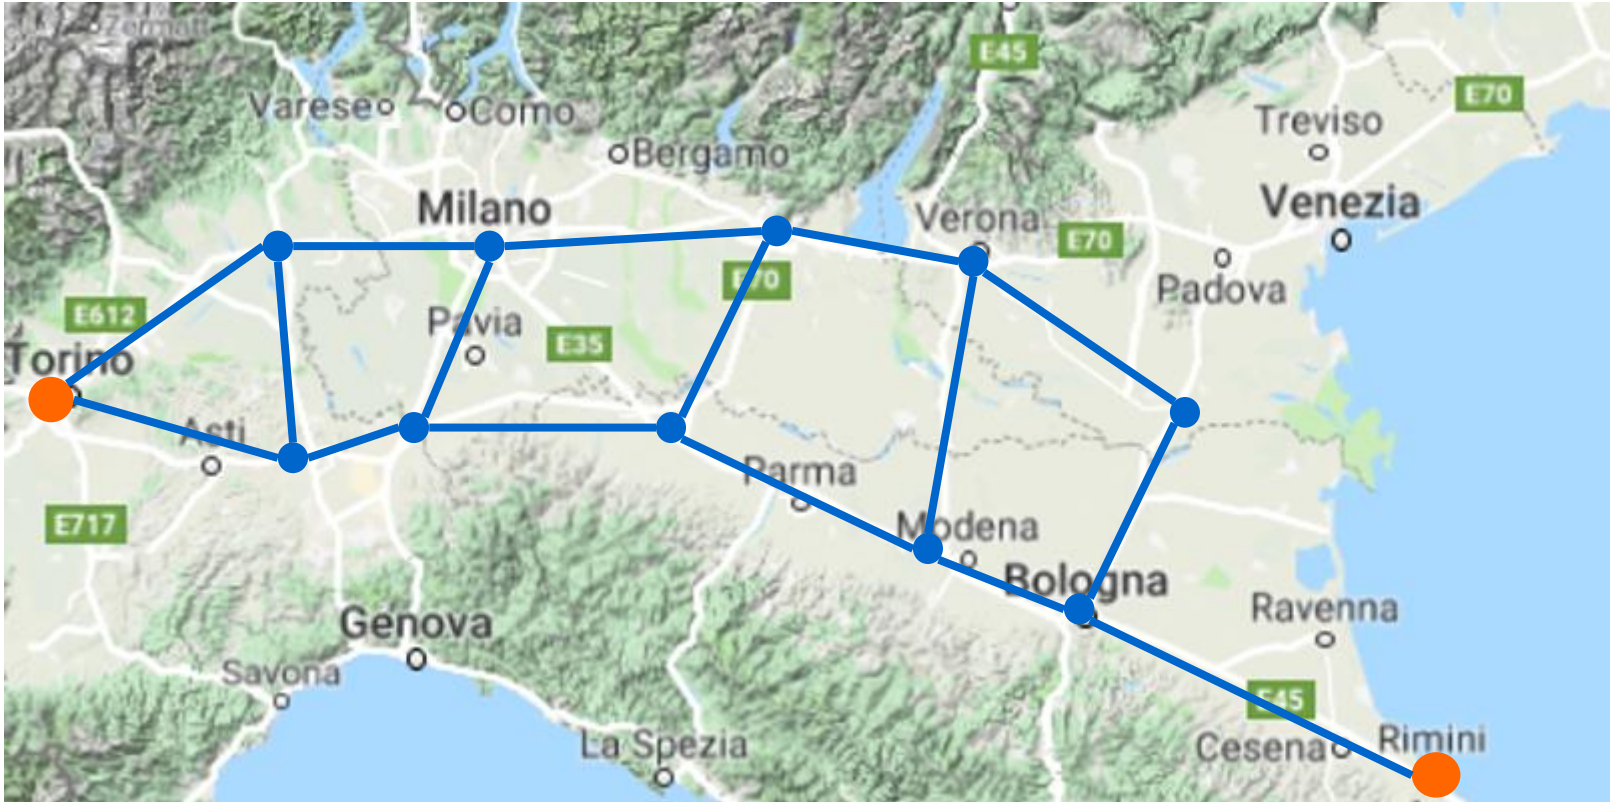 Zermatt
E45
E70
Varese
Como
Treviso
Bergamo
Milano
Verona
Venezia
E70
E70
Padova
E612
Pavia
E35
Torino
Asti
Parma
E717
Modena
Bologna
Genova
Ravenna
Savona
E45
La Spezia
Cesena
Rimini